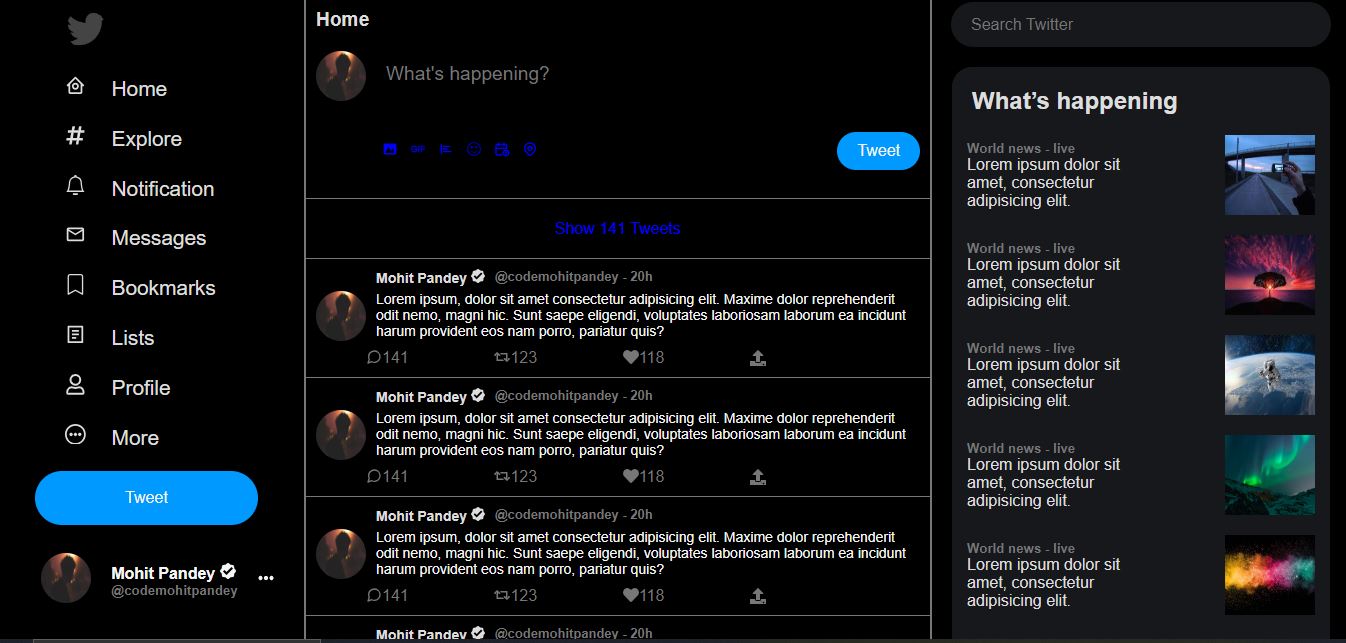 Home
Explore
Notification
Messages
Bookmarks
Lists
Profile
More
Tweet
Mohit Pandey
@codemohitpandey
Home
What's happening?
GIF
Tweet
Show 141 Tweets
Mohit Pandey @codemohitpandey - 20h
Lorem ipsum, dolor sit amet consectetur adipisicing elit. Maxime dolor reprehenderit
odit nemo, magni hic. Sunt saepe eligendi, voluptates laboriosam laborum ea incidunt
harum provident eos nam porro, pariatur quis?
141 123 118
Mohit Pandey @codemohitpandey - 20h
Lorem ipsum, dolor sit amet consectetur adipisicing elit. Maxime dolor reprehenderit
odit nemo, magni hic. Sunt saepe eligendi, voluptates laboriosam laborum ea incidunt
harum provident eos nam porro, pariatur quis?
141 123 118
Mohit Pandey @codemohitpandey - 20h
Lorem ipsum, dolor sit amet consectetur adipisicing elit. Maxime dolor reprehenderit
odit nemo, magni hic. Sunt saepe eligendi, voluptates laboriosam laborum ea incidunt
harum provident eos nam porro, pariatur quis?
141 123 118
Mohit Pandey @codemohitpandey - 20h
Search Twitter
What’s happening
World news - live
Lorem ipsum dolor sit
amet, consectetur
adipisicing elit.
World news - live
Lorem ipsum dolor sit
amet, consectetur
adipisicing elit.
World news - live
Lorem ipsum dolor sit
amet, consectetur
adipisicing elit.
World news - live
Lorem ipsum dolor sit
amet, consectetur
adipisicing elit.
World news - live
Lorem ipsum dolor sit
amet, consectetur
adipisicing elit.